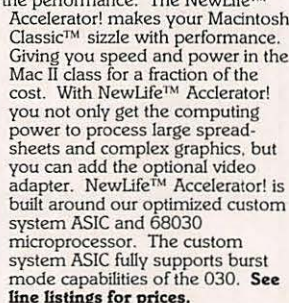 the performance. The NewLife™
Accelerator! makes your Macintosh
Classic™ sizzle with performance.
Giving you speed and power in the
Mac II class for a fraction of the
cost. With NewLife™ Acclerator!
you not only get the computing
power to process large spread-
sheets and complex graphics, but
you can add the optional video
adapter. NewLife™ Accelerator! is
built around our optimized custom
system ASIC and 68030
microprocessor. The custom
system ASIC fully supports burst
mode capabilities of the 030. See
line listings for prices.